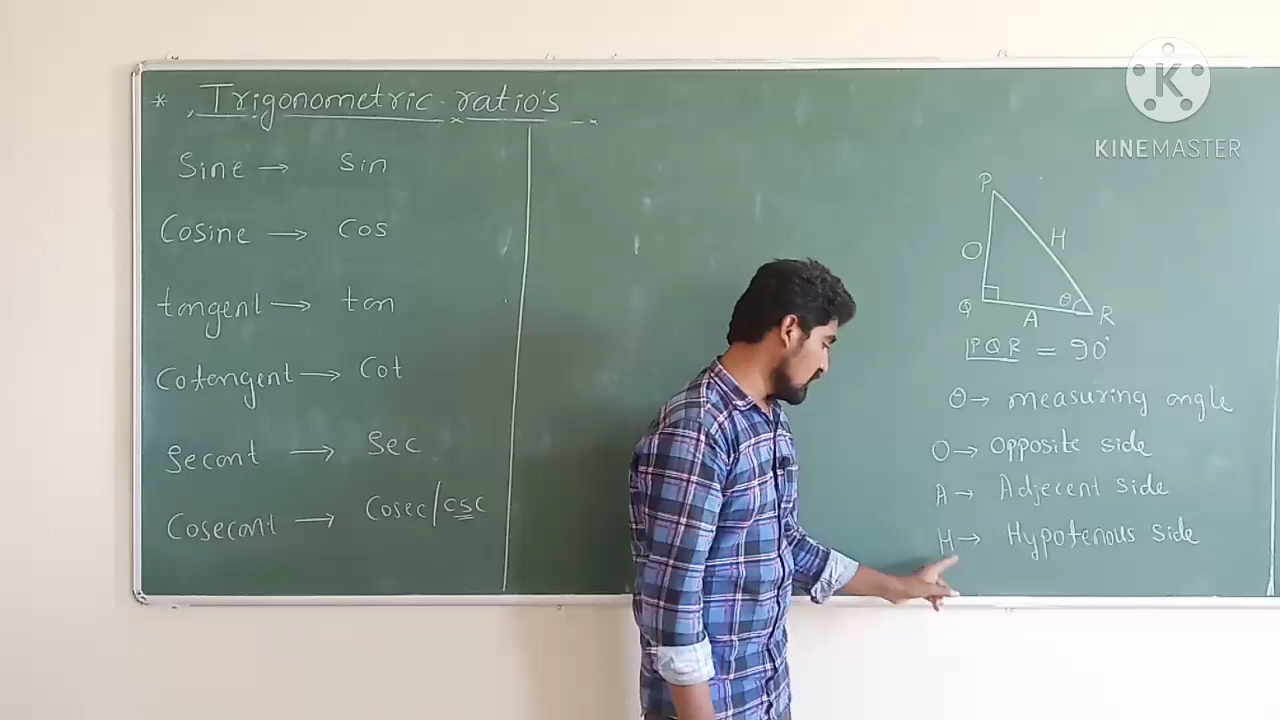 * Trigonometric ratio's
Sine → Sin
Cosine → Cos
tangent → tan
Cotangent → Cot
Secant → Sec
Cosecant → Cosec/csc
P
O
H
Q
A
θ
R
PQR = 90°
θ → measuring angle
O → Opposite side
A → Adjecent side
H → Hypotenous side
K
KINEMASTER